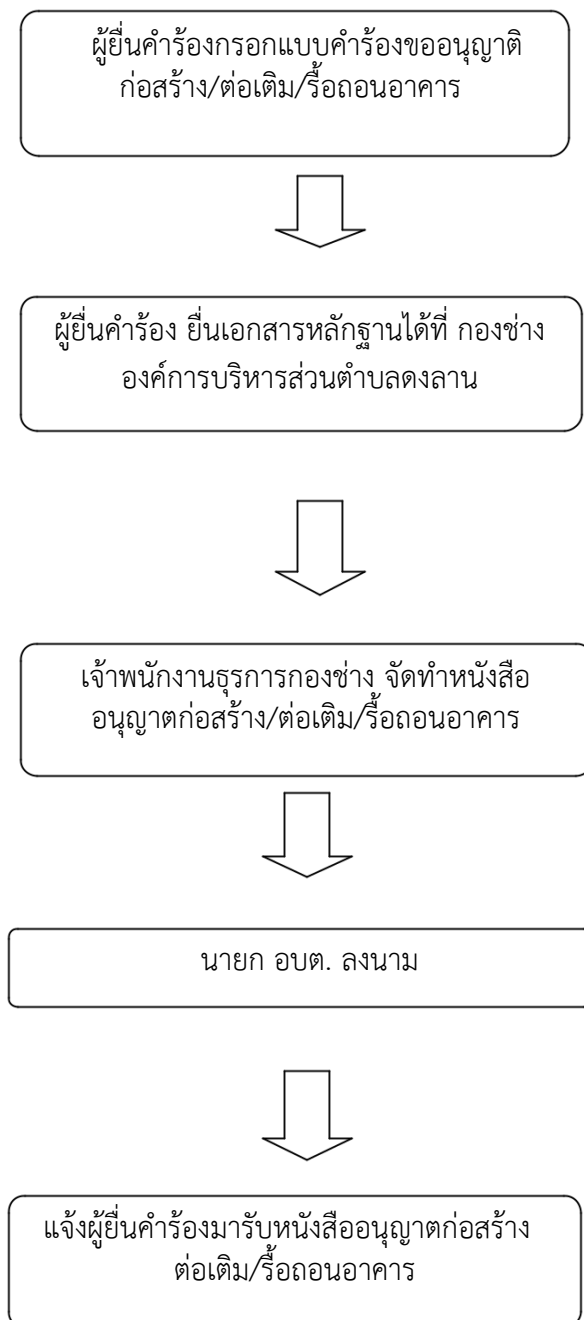 ผู้ยื่นคำร้องกรอกแบบคำร้องขออนุญาติ
ก่อสร้าง/ต่อเติม/รื้อถอนอาคาร
ผู้ยื่นคำร้อง ยื่นเอกสารหลักฐานได้ที่ กองช่าง
องค์การบริหารส่วนตำบลดงลาน
เจ้าพนักงานธุรการกองช่าง จัดทำหนังสือ
อนุญาตก่อสร้าง/ต่อเติม/รื้อถอนอาคาร
นายก อบต. ลงนาม
แจ้งผู้ยื่นคำร้องมารับหนังสืออนุญาตก่อสร้าง
ต่อเติม/รื้อถอนอาคาร